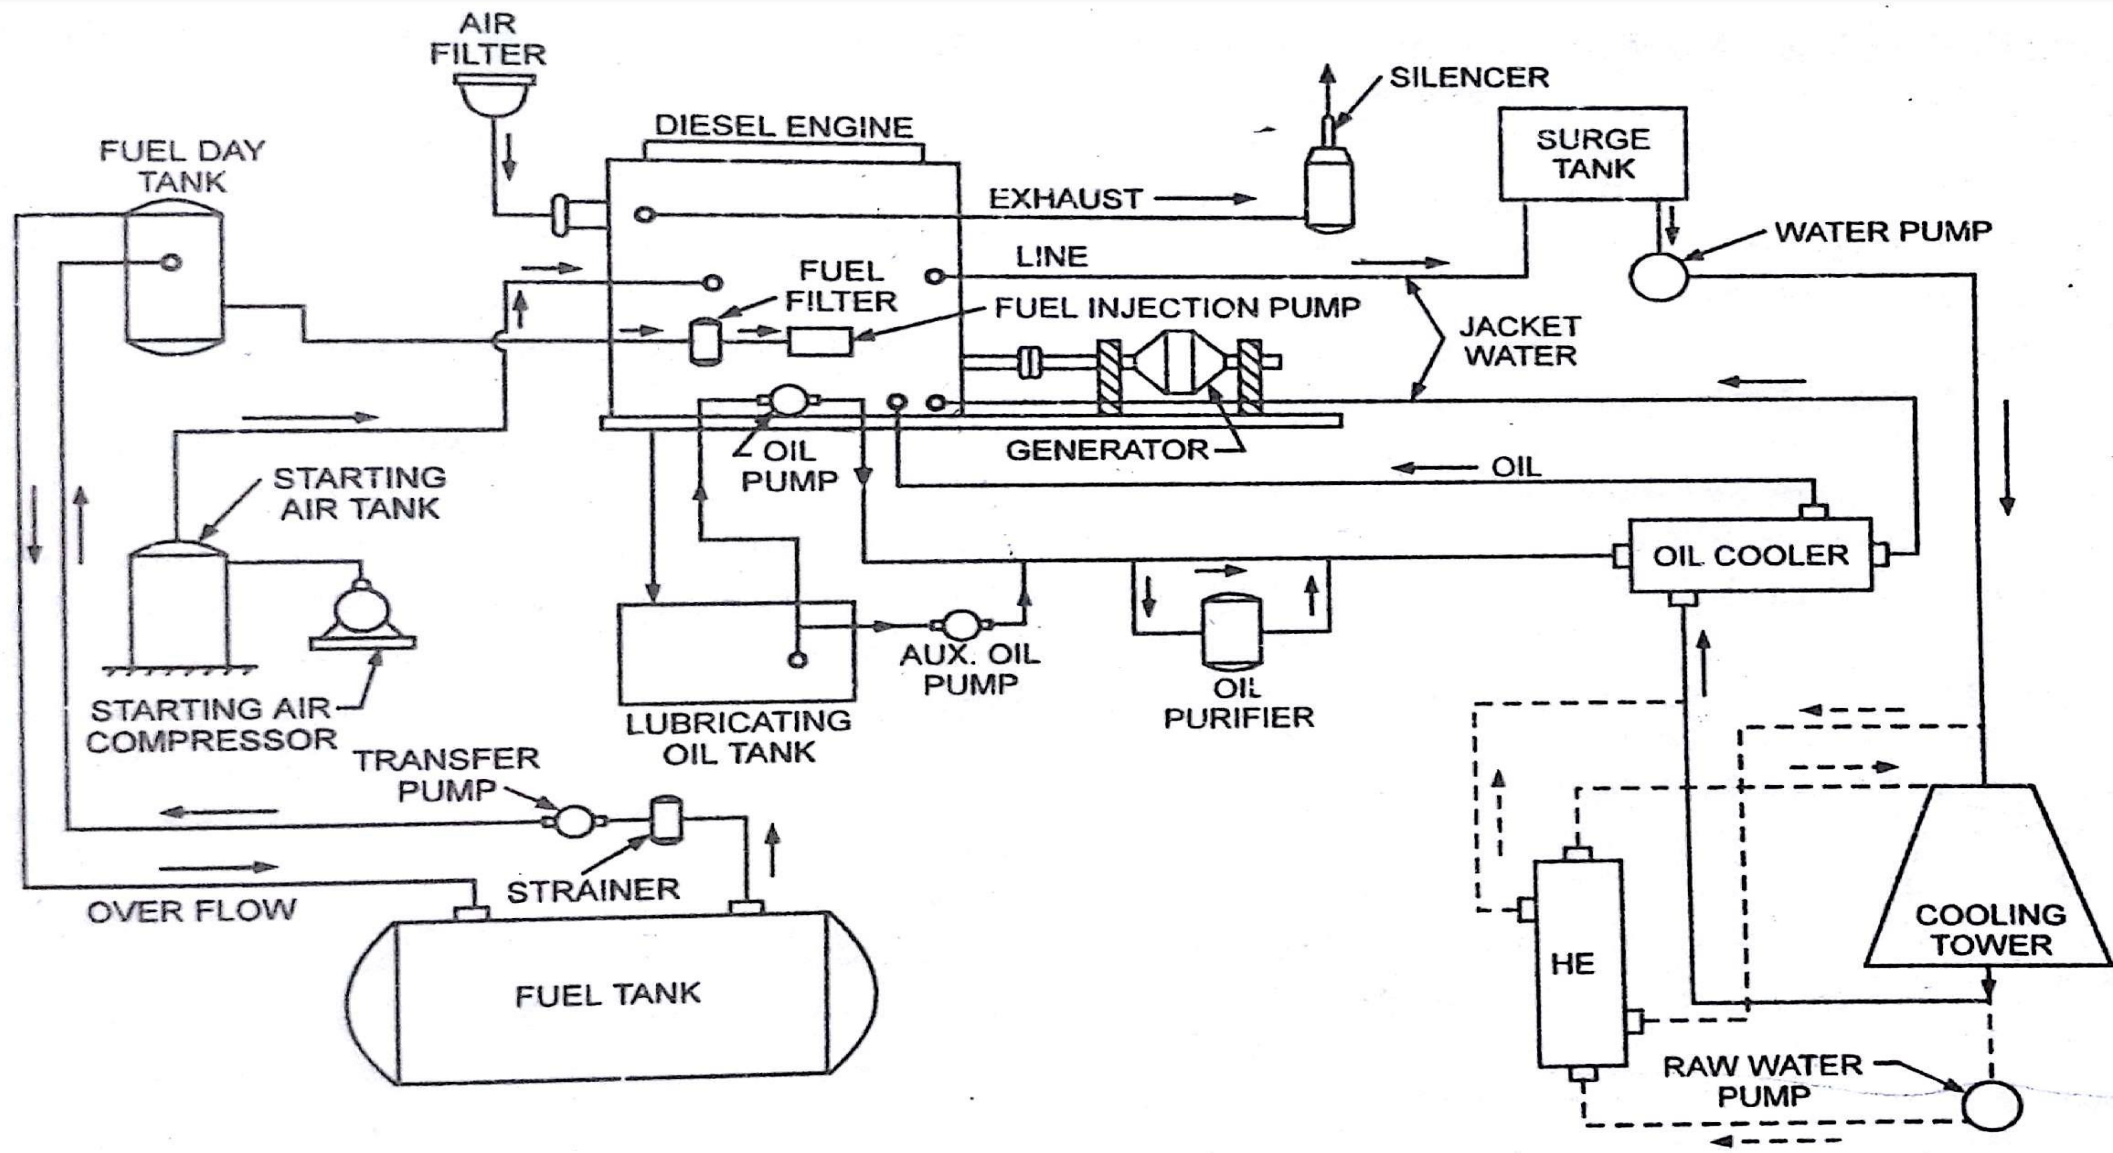 AIR
FILTER
DIESEL ENGINE
SILENCER
SURGE
TANK
FUEL DAY
TANK
EXHAUST
LINE
WATER PUMP
FUEL
FILTER
FUEL INJECTION PUMP
JACKET
WATER
OIL
PUMP
GENERATOR
OIL
STARTING
AIR TANK
OIL COOLER
AUX. OIL
PUMP
OIL
PURIFIER
STARTING AIR
COMPRESSOR
LUBRICATING
OIL TANK
TRANSFER
PUMP
STRAINER
OVER FLOW
FUEL TANK
HE
COOLING
TOWER
RAW WATER
PUMP